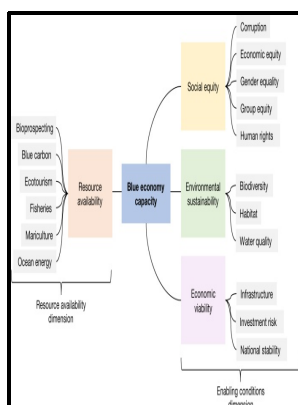 Corruption
Economic equity
Social equity
Gender equality
Group equity
Human rights
Bioprospecting
Blue carbon
Ecotourism
Fisheries
Mariculture
Ocean energy
Resource
availability
Blue economy
capacity
Environmental
sustainability
Biodiversity
Habitat
Water quality
Resource availability
dimension
Economic
viability
Infrastructure
Investment risk
National stability
Enabling conditions
dimension